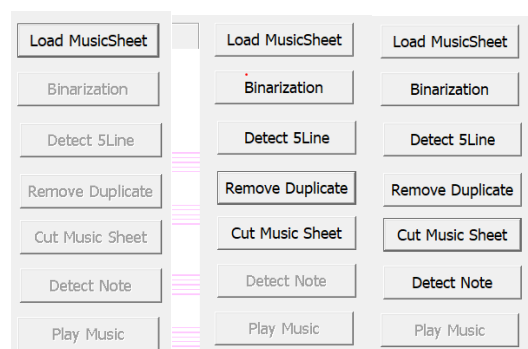 Load MusicSheet
Binarization
Detect 5Line
Remove Duplicate
Cut Music Sheet
Detect Note
Play Music
Load MusicSheet
Binarization
Detect 5Line
Remove Duplicate
Cut Music Sheet
Detect Note
Play Music
Load MusicSheet
Binarization
Detect 5Line
Remove Duplicate
Cut Music Sheet
Detect Note
Play Music